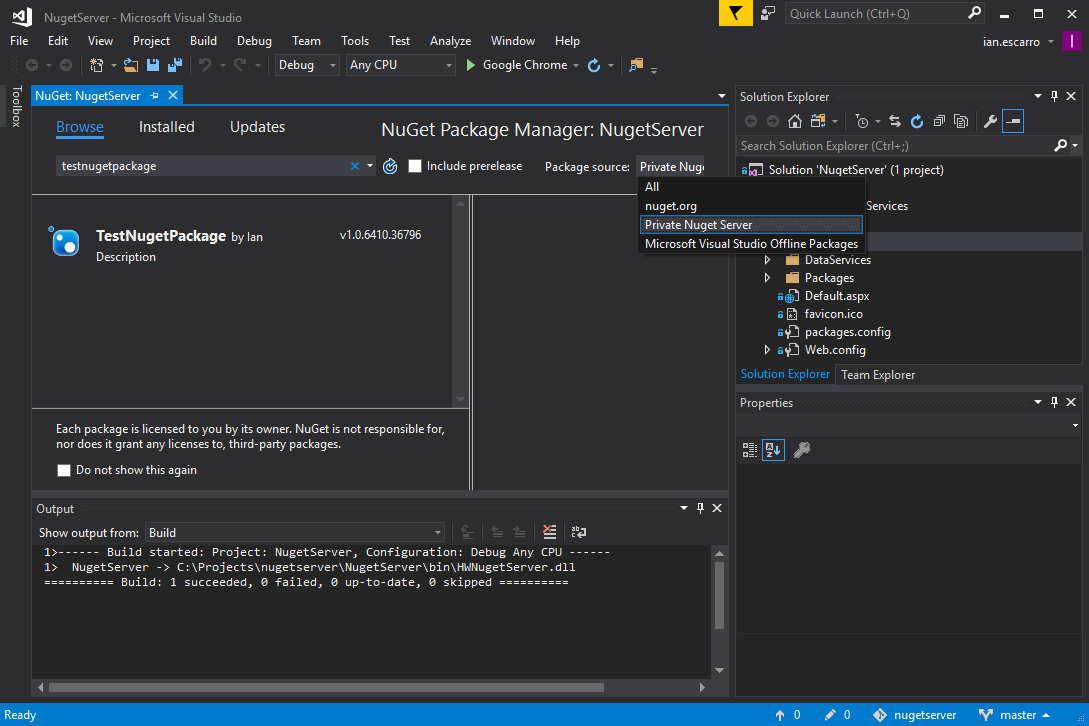 NugetServer - Microsoft Visual Studio
Quick Launch (Ctrl+Q)
File Edit View Project Build Debug Team Tools Test Analyze Window Help
ian.escarro
I
Debug Any CPU Google Chrome
Toolbox
NuGet: NugetServer
Browse Installed Updates
NuGet Package Manager: NugetServer
testnugetpackage
Include prerelease
Package source: Private Nug
All
nuget.org
Private Nuget Server
Microsoft Visual Studio Offline Packages
TestNugetPackage by Ian
v1.0.6410.36796
Description
Each package is licensed to you by its owner. NuGet is not responsible for,
nor does it grant any licenses to, third-party packages.
Do not show this again
Solution Explorer
Search Solution Explorer (Ctrl+;)
Solution 'NugetServer' (1 project)
Services
DataServices
Packages
Default.aspx
favicon.ico
packages.config
Web.config
Solution Explorer Team Explorer
Properties
Output
Show output from: Build
1>------ Build started: Project: NugetServer, Configuration: Debug Any CPU ------
1>  NugetServer -> C:\Projects\nugetserver\NugetServer\bin\HWNugetServer.dll
========== Build: 1 succeeded, 0 failed, 0 up-to-date, 0 skipped ==========
Ready
0 0 nugetserver master